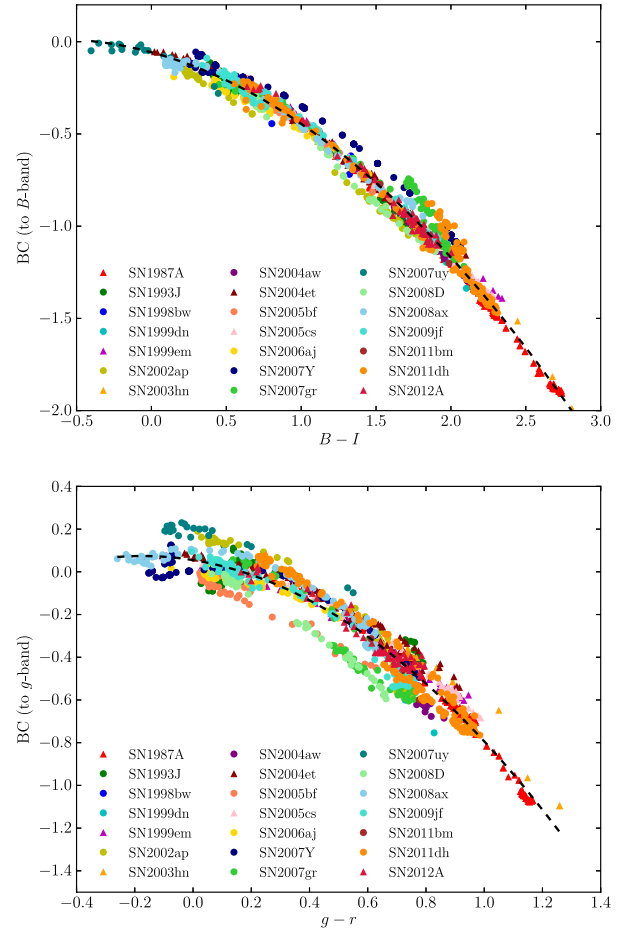 0.0
−0.5
−1.0
−1.5
−2.0
BC (to B-band)
SN1987A SN2004aw SN2007uy
SN1993J SN2004et SN2008D
SN1998bw SN2005bf SN2008ax
SN1999dn SN2005cs SN2009jf
SN1999em SN2006aj SN2011bm
SN2002ap SN2007Y SN2011dh
SN2003hn SN2007gr SN2012A
−0.5 0.0 0.5 1.0 1.5 2.0 2.5 3.0
B − I
0.4
0.2
0.0
−0.2
−0.4
−0.6
−0.8
−1.0
−1.2
−1.4
BC (to g-band)
SN1987A SN2004aw SN2007uy
SN1993J SN2004et SN2008D
SN1998bw SN2005bf SN2008ax
SN1999dn SN2005cs SN2009jf
SN1999em SN2006aj SN2011bm
SN2002ap SN2007Y SN2011dh
SN2003hn SN2007gr SN2012A
−0.4 −0.2 0.0 0.2 0.4 0.6 0.8 1.0 1.2 1.4
g − r